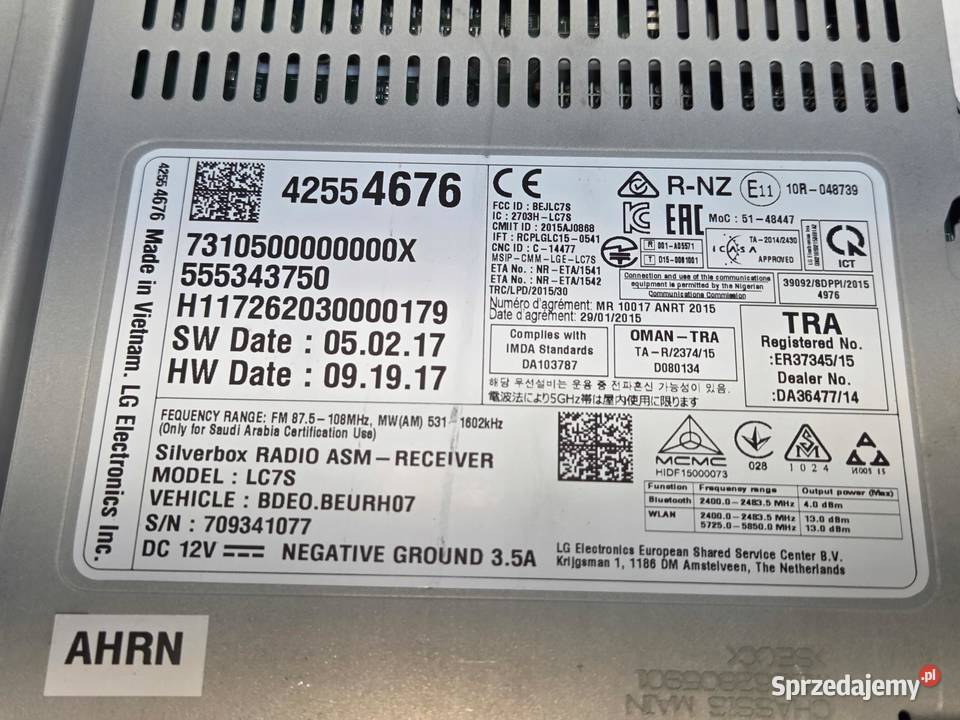 42554676
7310500000000X
555343750
H117262030000179
SW Date : 05.02.17
HW Date : 09.19.17
42554676 Made in Vietnam. LG Electronics Inc.
FCC ID : BEJLC7S
IC : 2703H-LC7S
CMIIT ID : 2015AJ0868
IFT : RCPLGLC15-0541
CNC ID : C-14477
MSIP-CMM-LGE-LC7S
ETA No. : NR-ETA/1541
ETA No. : NR-ETA/1542
TRC/LPD/2015/30
Numéro d'agrément: MR 10017 ANRT 2015
Date d'agrément: 29/01/2015
R-NZ
E11
10R-048739
EAC
MoC : 51-48447
R 001-A05571
T D15-0081001
ICASA
TA-2014/2430
APPROVED
ICT
Connection and use of this communications
equipment is permitted by the Nigerian
Communications Commission
39092/SDPPI/2015
4976
Complies with
IMDA Standards
DA103787
OMAN-TRA
TA-R/2374/15
D080134
TRA
Registered No.
:ER37345/15
Dealer No.
:DA36477/14
해당 무선설비는 운용 중 전파혼신 가능성이 있음.
電波法により5GHz帯は屋内使用に限ります
FEQUENCY RANGE: FM 87.5-108MHz, MW(AM) 531-1602kHz
(Only for Saudi Arabia Certification Use)
Silverbox RADIO ASM-RECEIVER
MODEL : LC7S
VEHICLE : BDEO.BEURH07
S/N : 709341077
DC 12V NEGATIVE GROUND 3.5A
MCMC
HIDF15000073
028
1024
И005 15
Function Frequency range Output power (Max)
Bluetooth 2400.0-2483.5 MHz 4.0 dBm
WLAN 2400.0-2483.5 MHz 13.0 dBm
5725.0-5850.0 MHz 13.0 dBm
LG Electronics European Shared Service Center B.V.
Krijgsman 1, 1186 DM Amstelveen, The Netherlands
AHRN
CHASSIS MAIN
Sprzedajemy.pl